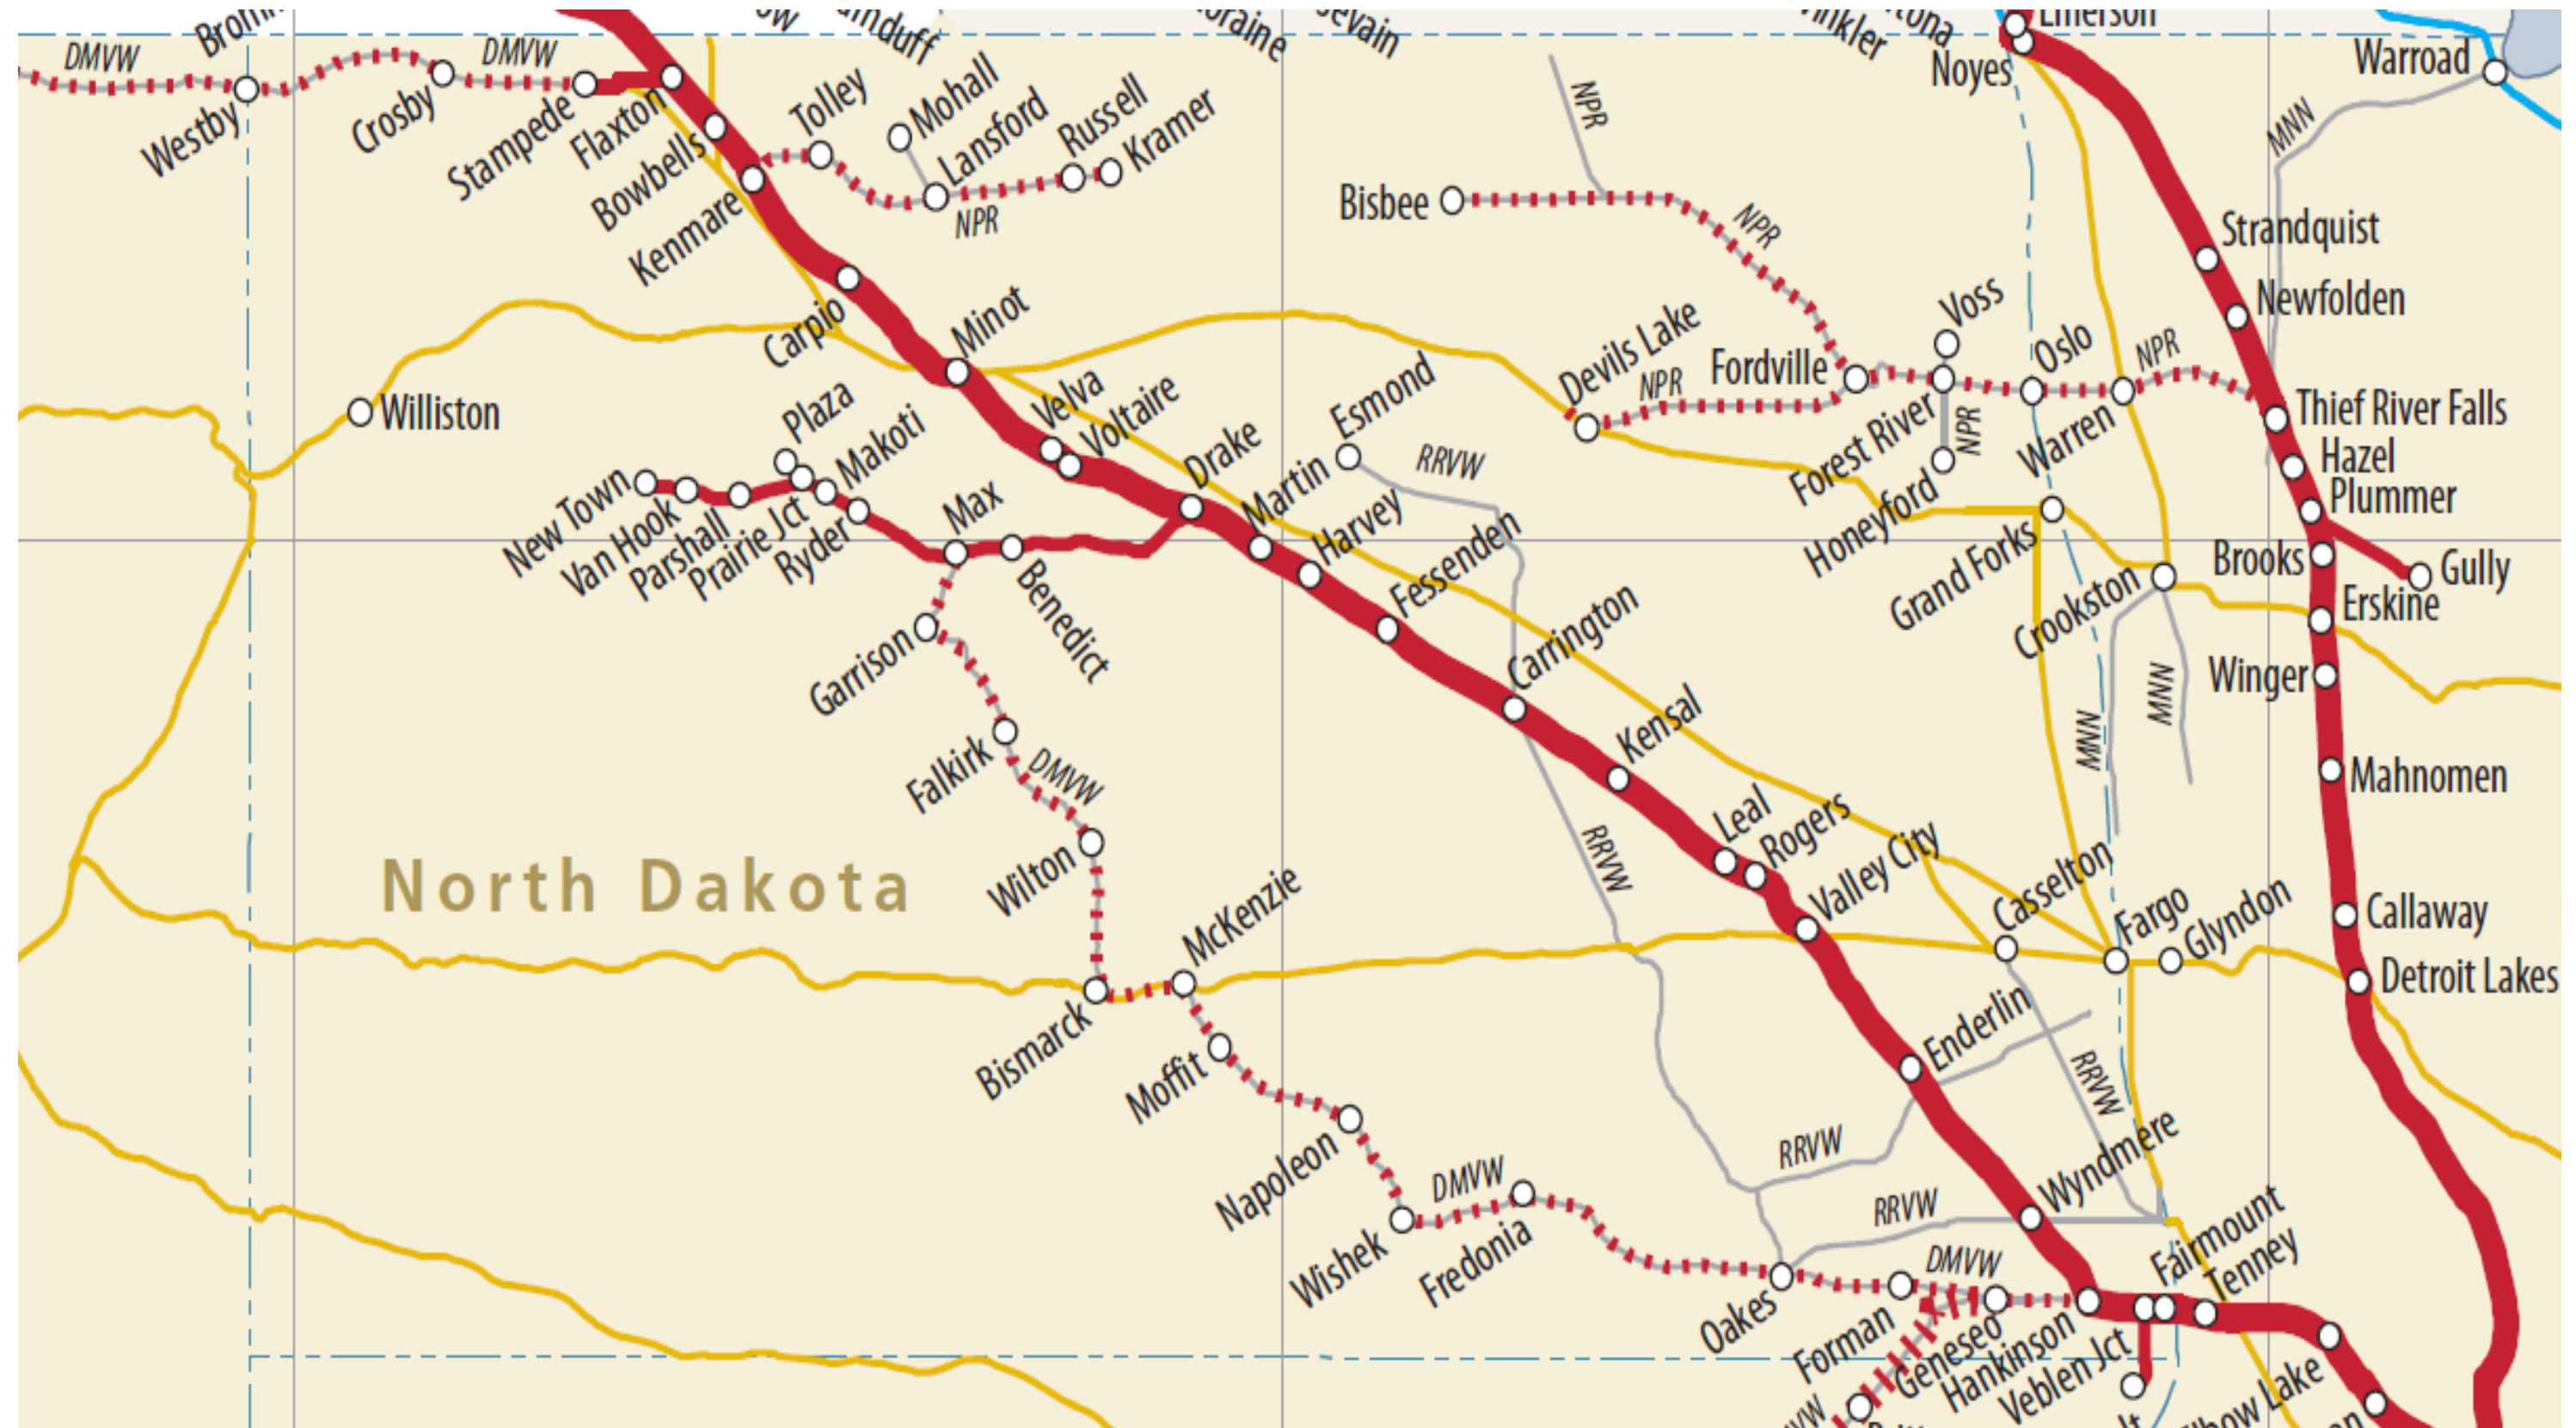 DMVW
DMVW
Emerson
Noyes
Warroad
Westby
Crosby
Stampede
Flaxton
Bowbells
Kenmare
Tolley
Mohall
Lansford
Russell
Kramer
NPR
NPR
Bisbee
NPR
MNN
Strandquist
Newfolden
Carpio
Minot
Williston
Velva
Voltaire
Plaza
Makoti
New Town
Van Hook
Parshall
Prairie Jct
Ryder
Max
Benedict
Drake
Martin
Esmond
RRVW
Harvey
Fessenden
Devils Lake
NPR
Fordville
Voss
Forest River
NPR
Honeyford
Oslo
Warren
NPR
Thief River Falls
Hazel
Plummer
Grand Forks
Crookston
Brooks
Gully
Erskine
Winger
MNN
MNN
Mahnomen
Garrison
Falkirk
DMVW
Carrington
Kensal
RRVW
Leal
Rogers
Valley City
Casselton
Fargo
Glyndon
Callaway
Detroit Lakes
North Dakota
Wilton
McKenzie
Bismarck
Moffit
Napoleon
Wishek
DMVW
Fredonia
Enderlin
RRVW
RRVW
RRVW
Wyndmere
Oakes
DMVW
Forman
Geneseo
Hankinson
Veblen Jct
Fairmount
Tenney